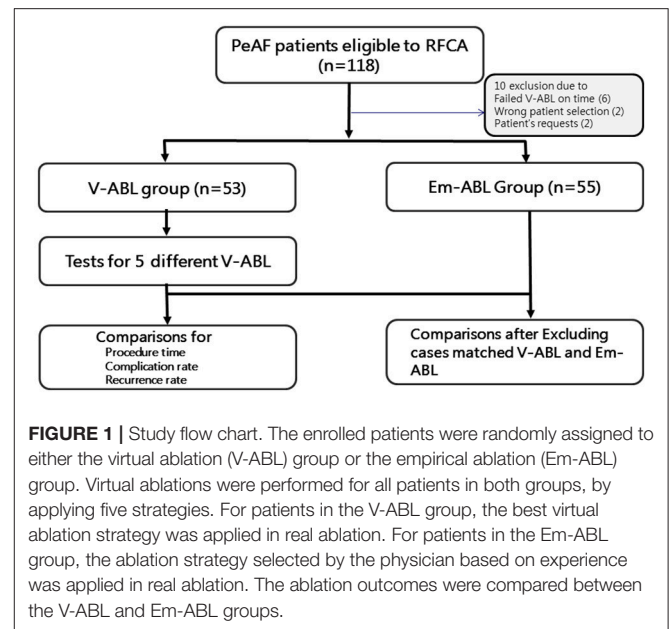 PeAF patients eligible to RFCA
(n=118)
10 exclusion due to
Failed V-ABL on time (6)
Wrong patient selection (2)
Patient's requests (2)
V-ABL group (n=53)
Em-ABL Group (n=55)
Tests for 5 different V-ABL
Comparisons for
Procedure time
Complication rate
Recurrence rate
Comparisons after Excluding
cases matched V-ABL and Em-
ABL
FIGURE 1 | Study flow chart. The enrolled patients were randomly assigned to
either the virtual ablation (V-ABL) group or the empirical ablation (Em-ABL)
group. Virtual ablations were performed for all patients in both groups, by
applying five strategies. For patients in the V-ABL group, the best virtual
ablation strategy was applied in real ablation. For patients in the Em-ABL
group, the ablation strategy selected by the physician based on experience
was applied in real ablation. The ablation outcomes were compared between
the V-ABL and Em-ABL groups.